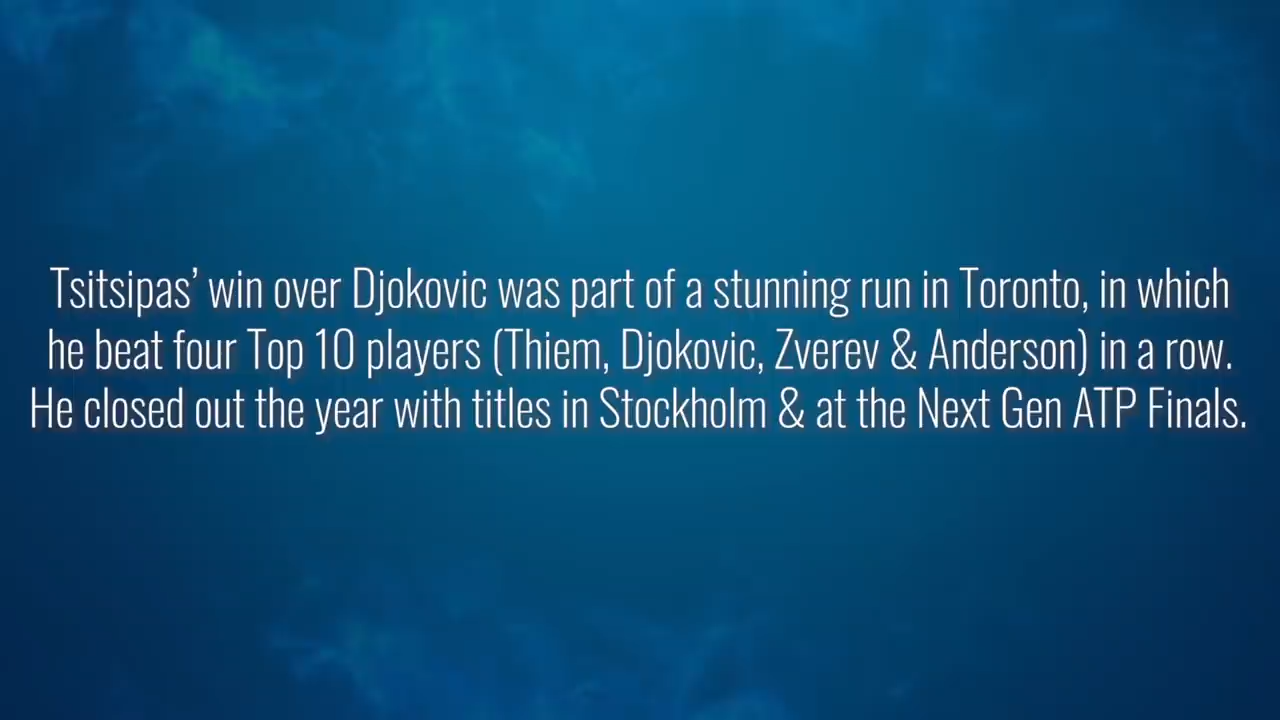 Tsitsipas’ win over Djokovic was part of a stunning run in Toronto, in which
he beat four Top 10 players (Thiem, Djokovic, Zverev & Anderson) in a row.
He closed out the year with titles in Stockholm & at the Next Gen ATP Finals.